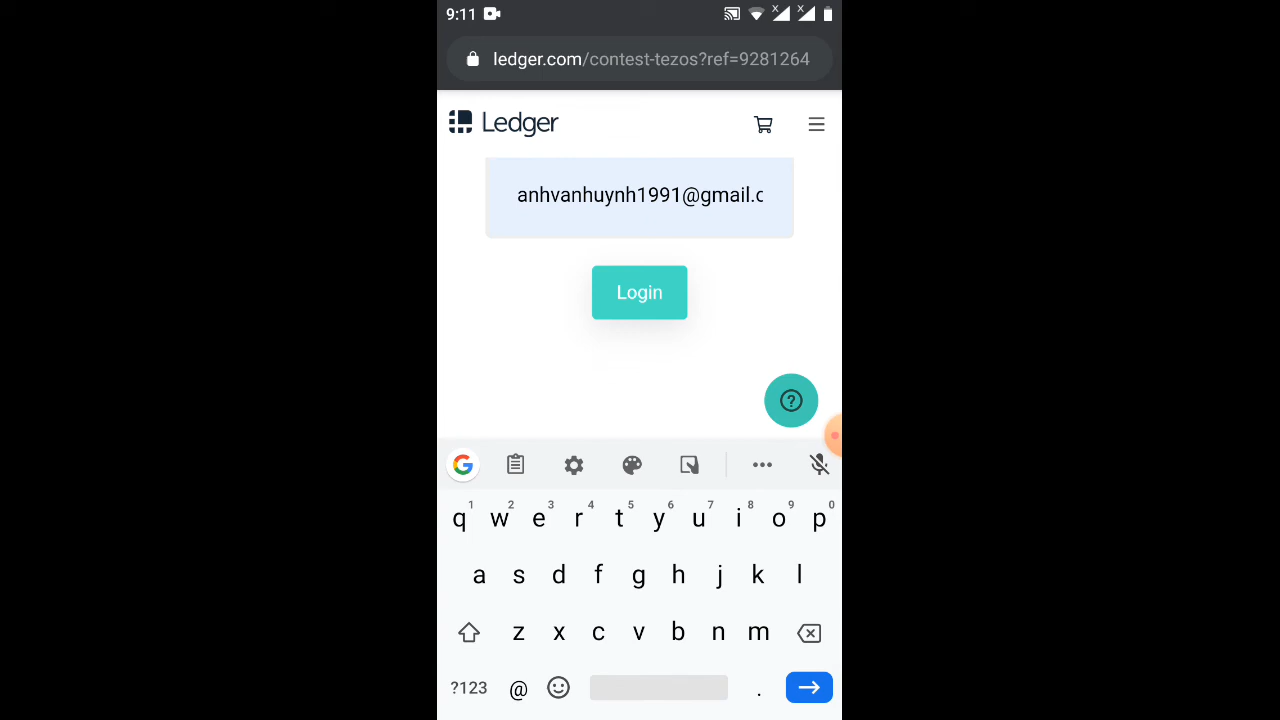 9:11
ledger.com/contest-tezos?ref=9281264
Ledger
anhvanhuynh1991@gmail.c
Login
?
G
1 2 3 4 5 6 7 8 9 0
q w e r t y u i o p
a s d f g h j k l
z x c v b n m
?123 @ .